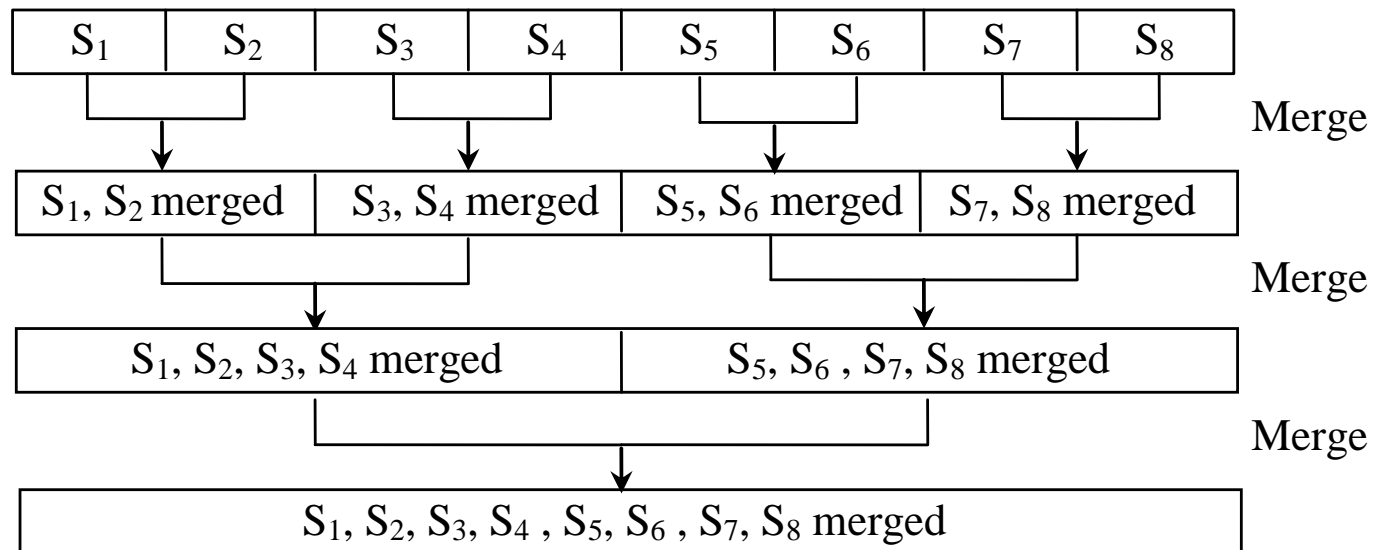 S₁ S₂ S₃ S₄ S₅ S₆ S₇ S₈
Merge
S₁, S₂ merged S₃, S₄ merged S₅, S₆ merged S₇, S₈ merged
Merge
S₁, S₂, S₃, S₄ merged S₅, S₆ , S₇, S₈ merged
Merge
S₁, S₂, S₃, S₄ , S₅, S₆ , S₇, S₈ merged